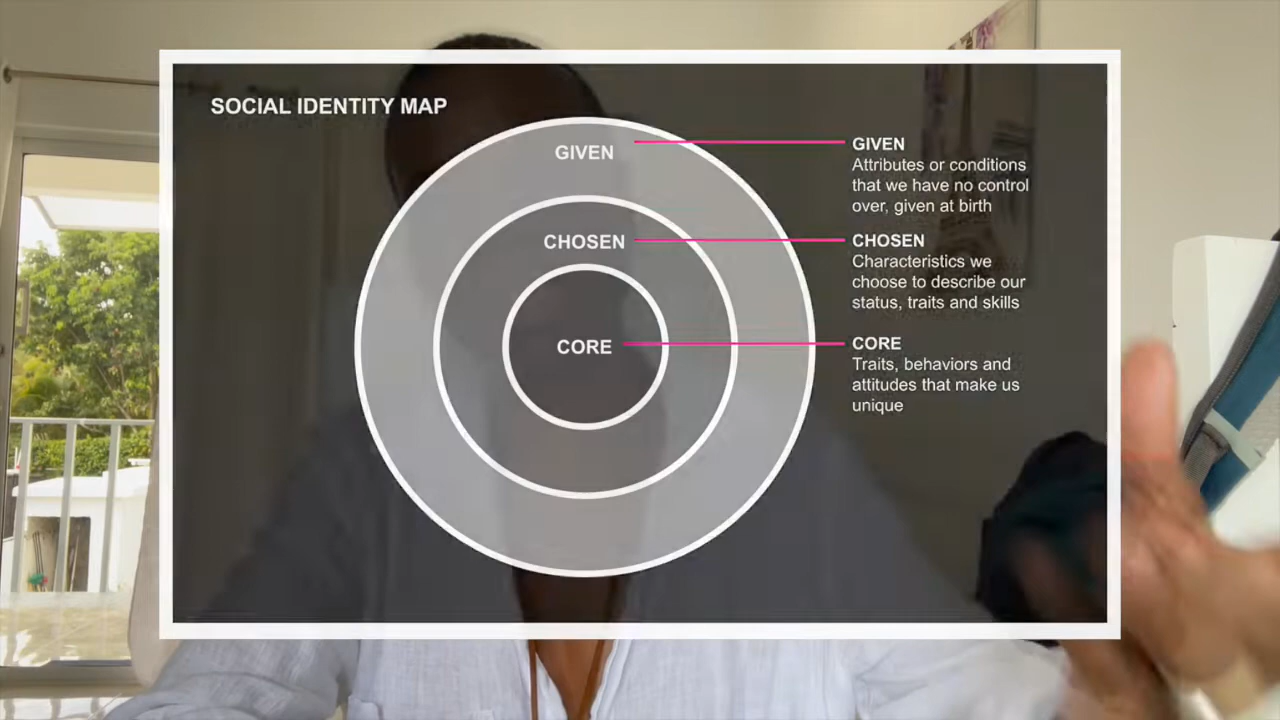 SOCIAL IDENTITY MAP
GIVEN
CHOSEN
CORE
GIVEN
Attributes or conditions
that we have no control
over, given at birth
CHOSEN
Characteristics we
choose to describe our
status, traits and skills
CORE
Traits, behaviors and
attitudes that make us
unique